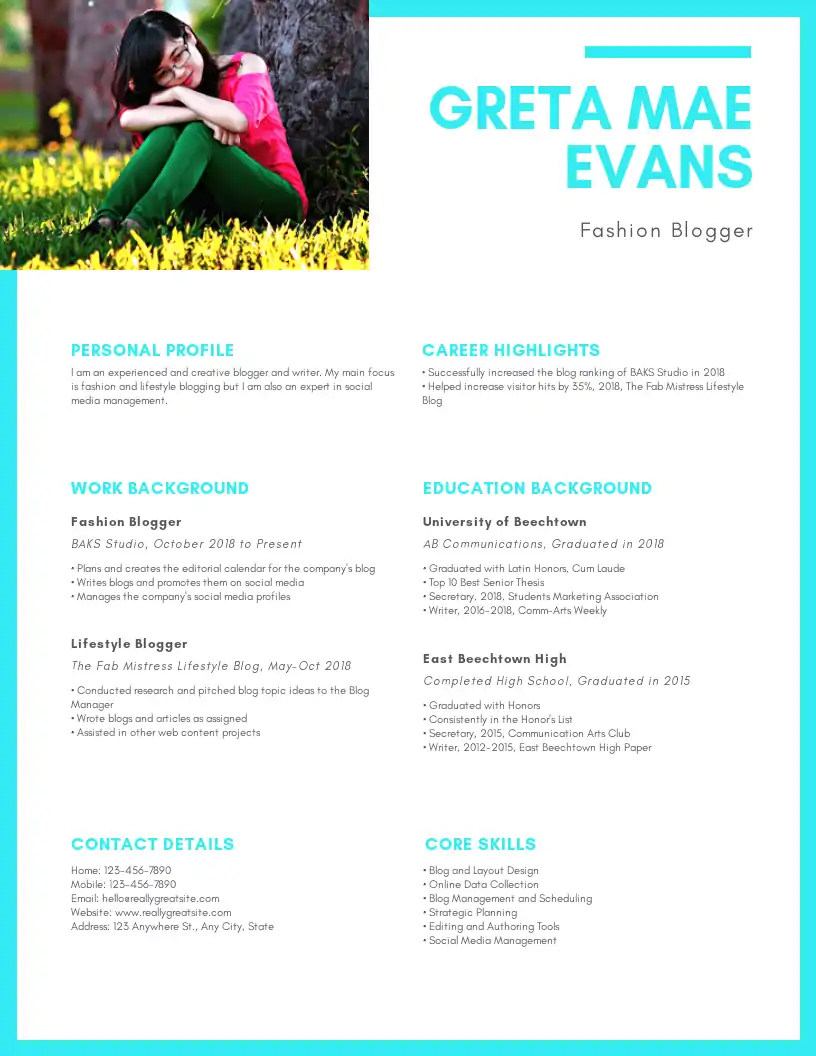 GRETA MAE
EVANS
Fashion Blogger
PERSONAL PROFILE
I am an experienced and creative blogger and writer. My main focus
is fashion and lifestyle blogging but I am also an expert in social
media management.
CAREER HIGHLIGHTS
• Successfully increased the blog ranking of BAKS Studio in 2018
• Helped increase visitor hits by 35%, 2018, The Fab Mistress Lifestyle
Blog
WORK BACKGROUND
Fashion Blogger
BAKS Studio, October 2018 to Present
• Plans and creates the editorial calendar for the company's blog
• Writes blogs and promotes them on social media
• Manages the company's social media profiles
Lifestyle Blogger
The Fab Mistress Lifestyle Blog, May-Oct 2018
• Conducted research and pitched blog topic ideas to the Blog
Manager
• Wrote blogs and articles as assigned
• Assisted in other web content projects
EDUCATION BACKGROUND
University of Beechtown
AB Communications, Graduated in 2018
• Graduated with Latin Honors, Cum Laude
• Top 10 Best Senior Thesis
• Secretary, 2018, Students Marketing Association
• Writer, 2016-2018, Comm-Arts Weekly
East Beechtown High
Completed High School, Graduated in 2015
• Graduated with Honors
• Consistently in the Honor's List
• Secretary, 2015, Communication Arts Club
• Writer, 2012-2015, East Beechtown High Paper
CONTACT DETAILS
Home: 123-456-7890
Mobile: 123-456-7890
Email: hello@reallygreatsite.com
Website: www.reallygreatsite.com
Address: 123 Anywhere St., Any City, State
CORE SKILLS
• Blog and Layout Design
• Online Data Collection
• Blog Management and Scheduling
• Strategic Planning
• Editing and Authoring Tools
• Social Media Management